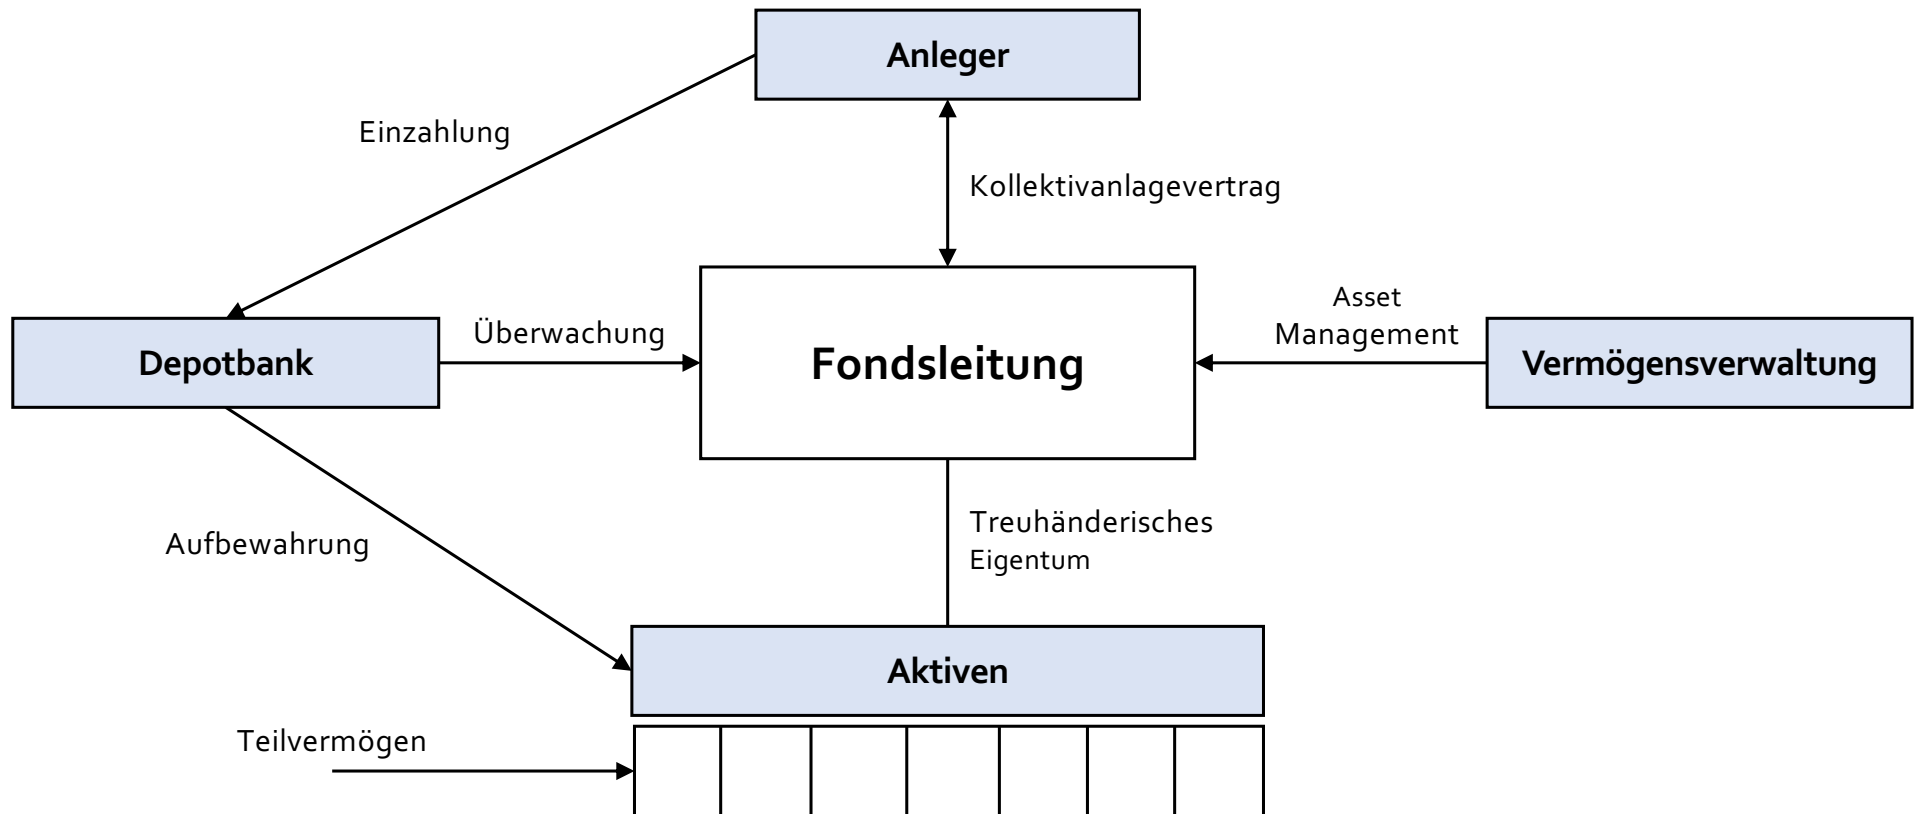 Anleger
Einzahlung
Kollektivanlagevertrag
Asset
Management
Überwachung
Depotbank
Fondsleitung
Vermögensverwaltung
Treuhänderisches
Eigentum
Aufbewahrung
Aktiven
Teilvermögen